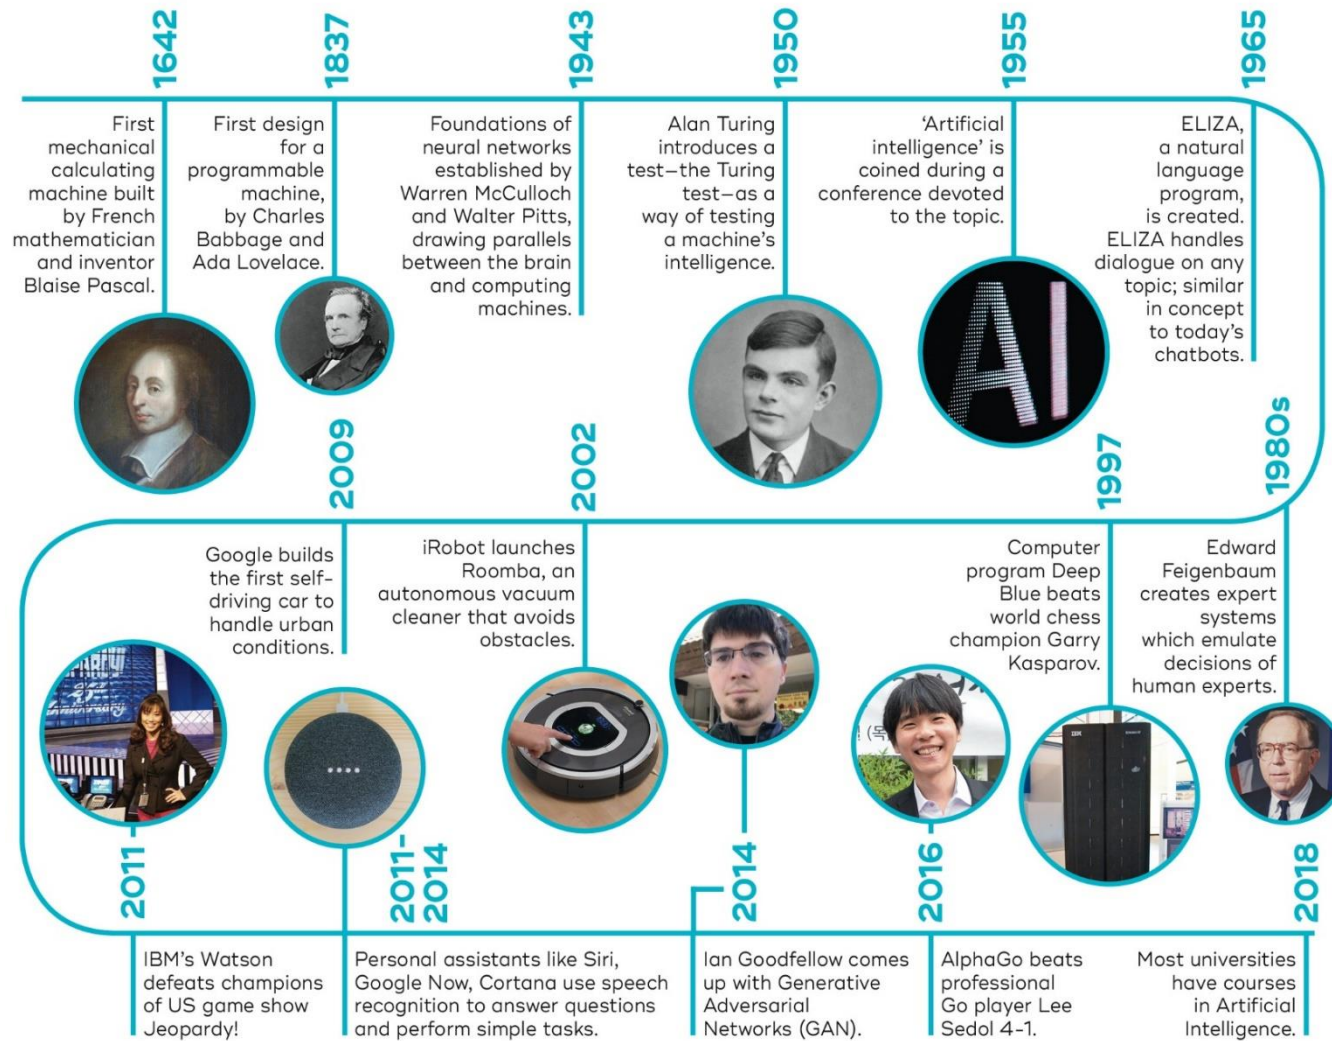 1642
First
mechanical
calculating
machine built
by French
mathematician
and inventor
Blaise Pascal.
1837
First design
for a
programmable
machine,
by Charles
Babbage and
Ada Lovelace.
1943
Foundations of
neural networks
established by
Warren McCulloch
and Walter Pitts,
drawing parallels
between the brain
and computing
machines.
1950
Alan Turing
introduces a
test—the Turing
test—as a
way of testing
a machine’s
intelligence.
1955
‘Artificial
intelligence’ is
coined during a
conference devoted
to the topic.
AI
1965
ELIZA,
a natural
language
program,
is created.
ELIZA handles
dialogue on any
topic; similar
in concept
to today’s
chatbots.
1980s
Edward
Feigenbaum
creates expert
systems
which emulate
decisions of
human experts.
1997
Computer
program Deep
Blue beats
world chess
champion Garry
Kasparov.
IBM
2002
iRobot launches
Roomba, an
autonomous vacuum
cleaner that avoids
obstacles.
2009
Google builds
the first self-
driving car to
handle urban
conditions.
Anniversary
2011
IBM’s Watson
defeats champions
of US game show
Jeopardy!
2011-
2014
Personal assistants like Siri,
Google Now, Cortana use speech
recognition to answer questions
and perform simple tasks.
2014
Ian Goodfellow comes
up with Generative
Adversarial
Networks (GAN).
(목
2016
AlphaGo beats
professional
Go player Lee
Sedol 4-1.
2018
Most universities
have courses
in Artificial
Intelligence.